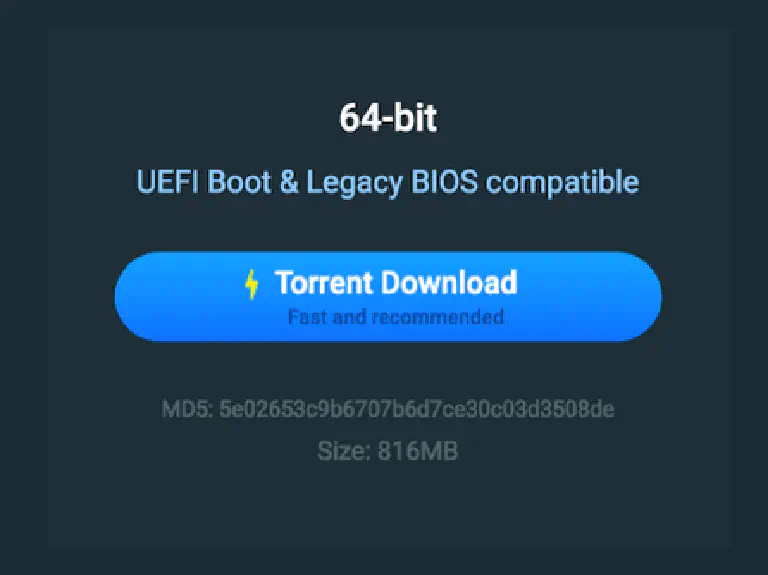 64-bit
UEFI Boot & Legacy BIOS compatible
Torrent Download
Fast and recommended
MD5: 5e02653c9b6707b6d7ce30c03d3508de
Size: 816MB